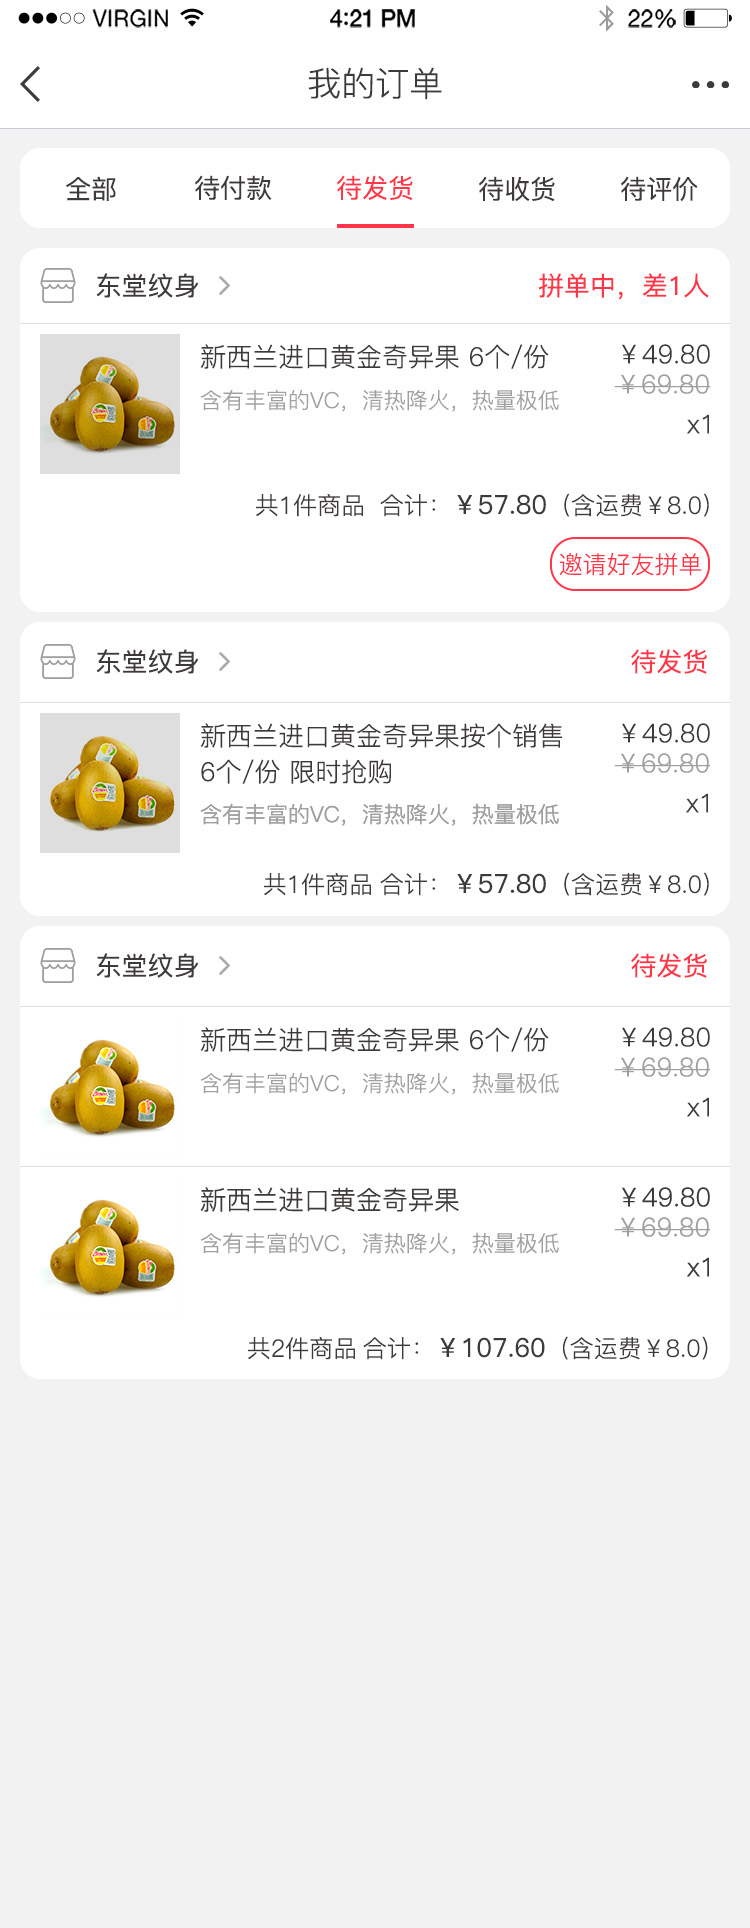 VIRGIN 4:21 PM 22%
我的订单
全部 待付款 待发货 待收货 待评价
东堂纹身 拼单中，差1人
新西兰进口黄金奇异果 6个/份 ￥49.80
￥69.80
含有丰富的VC，清热降火，热量极低
x1
共1件商品 合计：￥57.80（含运费￥8.0）
邀请好友拼单
东堂纹身 待发货
新西兰进口黄金奇异果按个销售 ￥49.80
6个/份 限时抢购 ￥69.80
含有丰富的VC，清热降火，热量极低 x1
共1件商品 合计：￥57.80（含运费￥8.0）
东堂纹身 待发货
新西兰进口黄金奇异果 6个/份 ￥49.80
￥69.80
含有丰富的VC，清热降火，热量极低
x1
新西兰进口黄金奇异果 ￥49.80
￥69.80
含有丰富的VC，清热降火，热量极低
x1
共2件商品 合计：￥107.60（含运费￥8.0）